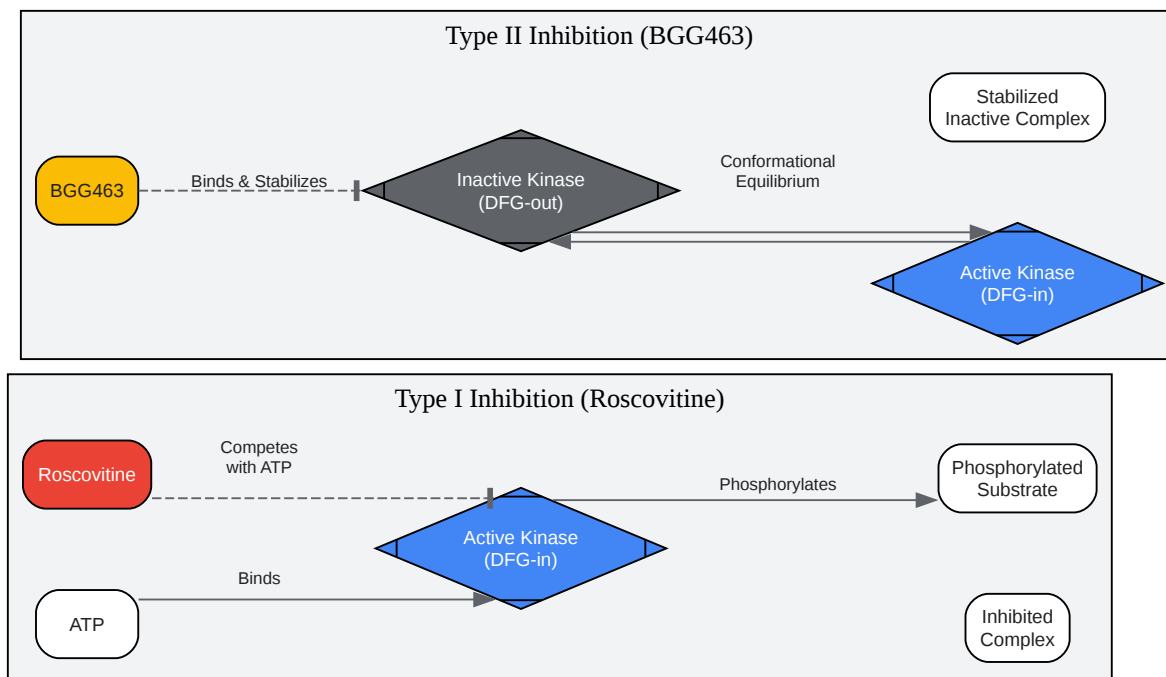 Type II Inhibition (BGG463)
Stabilized
Inactive Complex
BGG463
Binds & Stabilizes
Inactive Kinase
(DFG-out)
Conformational
Equilibrium
Active Kinase
(DFG-in)
Type I Inhibition (Roscovitine)
Roscovitine
Competes
with ATP
Phosphorylates
Phosphorylated
Substrate
Active Kinase
(DFG-in)
Binds
ATP
Inhibited
Complex